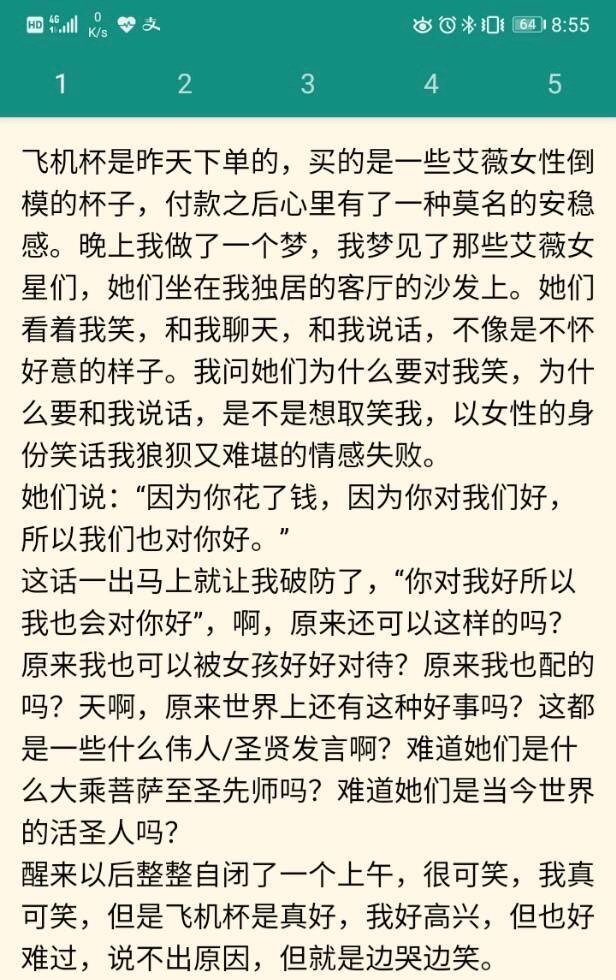 HD 4G 0 K/s 支 64 8:55
1 2 3 4 5
飞机杯是昨天下单的，买的是一些艾薇女性倒
模的杯子，付款之后心里有了一种莫名的安稳
感。晚上我做了一个梦，我梦见了那些艾薇女
星们，她们坐在我独居的客厅的沙发上。她们
看着我笑，和我聊天，和我说话，不像是不怀
好意的样子。我问她们为什么要对我笑，为什
么要和我说话，是不是想取笑我，以女性的身
份笑话我狼狈又难堪的情感失败。
她们说：“因为你花了钱，因为你对我们好，
所以我们也对你好。”
这话一出马上就让我破防了，“你对我好所以
我也会对你好”，啊，原来还可以这样的吗？
原来我也可以被女孩好好对待？原来我也配的
吗？天啊，原来世界上还有这种好事吗？这都
是一些什么伟人/圣贤发言啊？难道她们是什
么大乘菩萨至圣先师吗？难道她们是当今世界
的活圣人吗？
醒来以后整整自闭了一个上午，很可笑，我真
可笑，但是飞机杯是真好，我好高兴，但也好
难过，说不出原因，但就是边哭边笑。